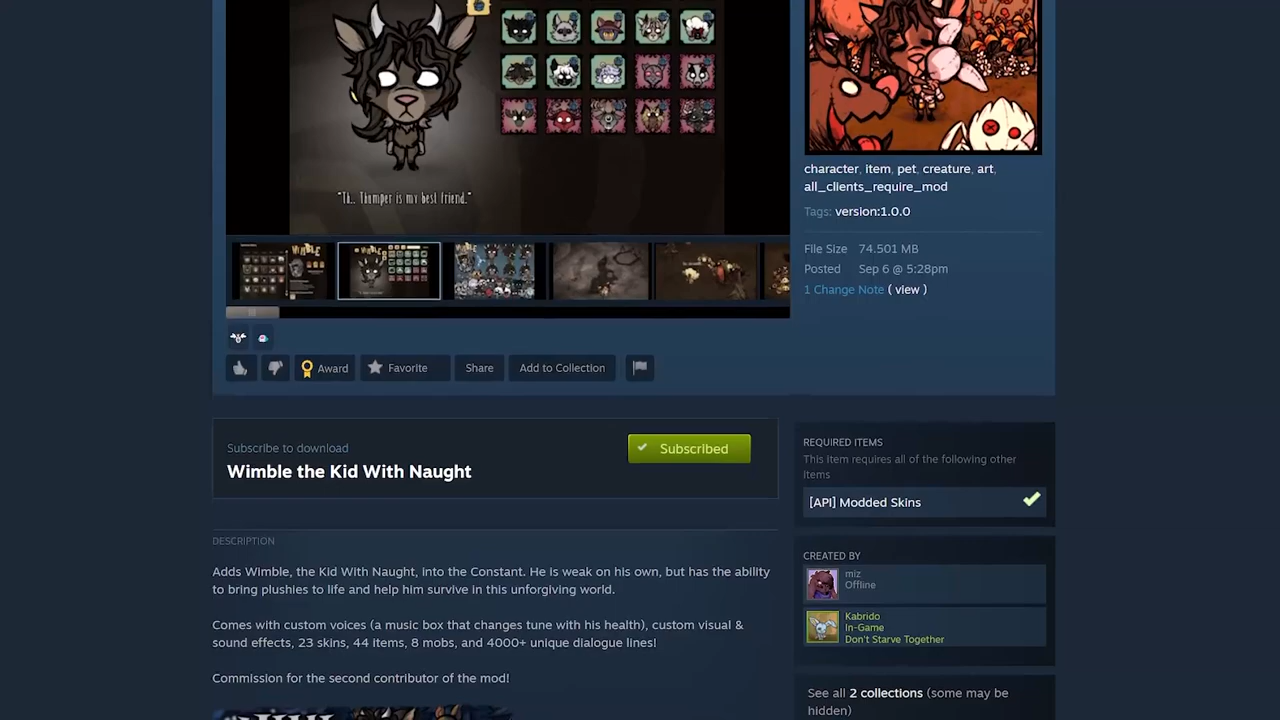 "Th.. Thumper is my best friend."
character, item, pet, creature, art,
all_clients_require_mod
Tags: version:1.0.0
File Size 74.501 MB
Posted Sep 6 @ 5:28pm
1 Change Note ( view )
Award
Favorite
Share
Add to Collection
Subscribe to download
Wimble the Kid With Naught
Subscribed
REQUIRED ITEMS
This item requires all of the following other
items
[API] Modded Skins
DESCRIPTION
Adds Wimble, the Kid With Naught, into the Constant. He is weak on his own, but has the ability
to bring plushies to life and help him survive in this unforgiving world.
Comes with custom voices (a music box that changes tune with his health), custom visual &
sound effects, 23 skins, 44 items, 8 mobs, and 4000+ unique dialogue lines!
Commission for the second contributor of the mod!
CREATED BY
miz
Offline
Kabrido
In-Game
Don't Starve Together
See all 2 collections (some may be
hidden)